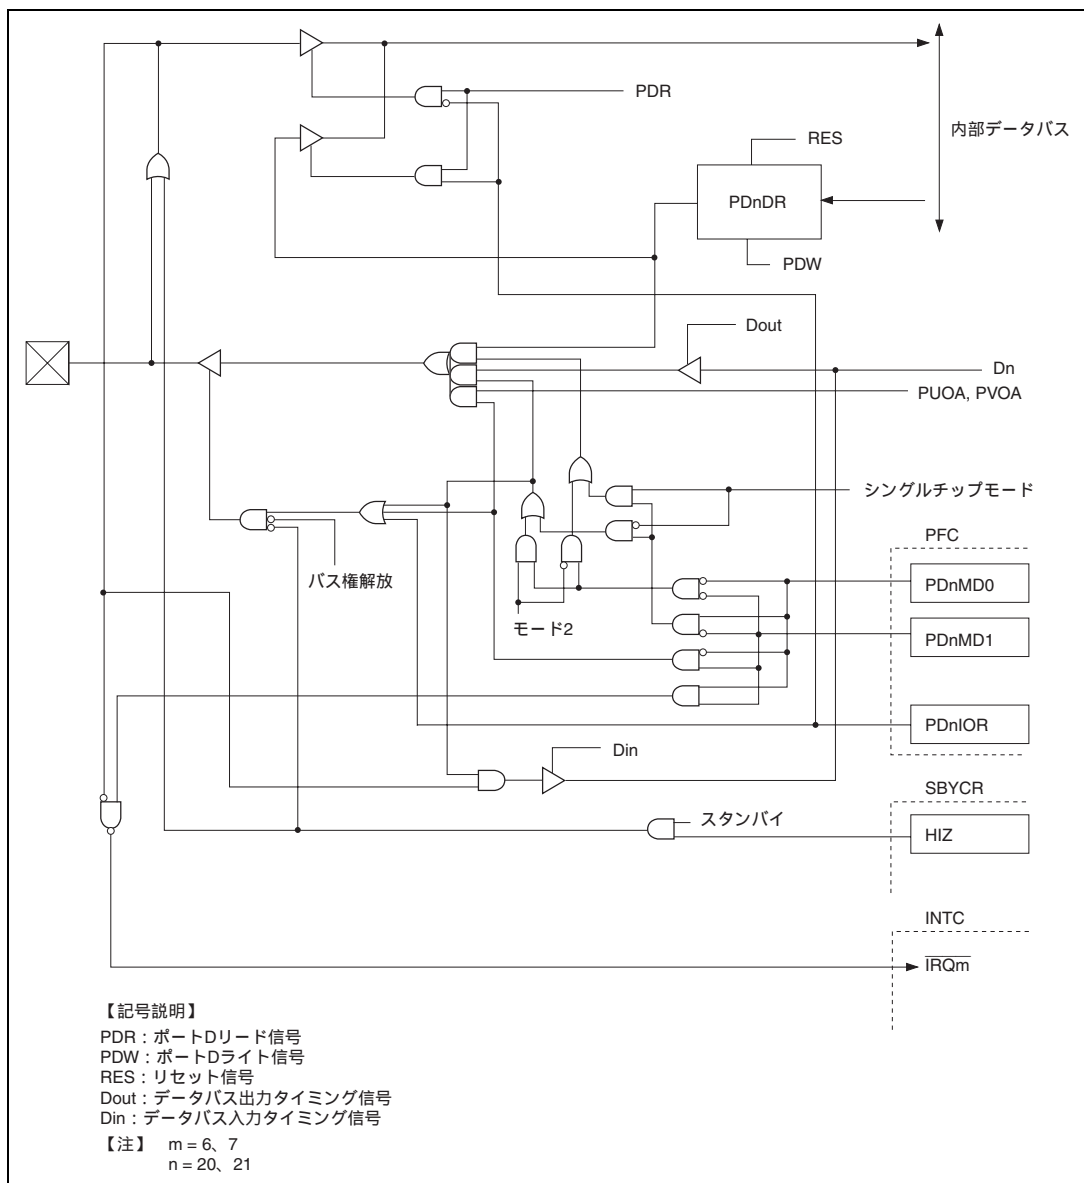 PDR
内部データバス
RES
PDnDR
PDW
Dout
Dn
PUOA, PVOA
シングルチップモード
PFC
バス権解放
PDnMD0
モード2
PDnMD1
PDnIOR
Din
SBYCR
スタンバイ
HIZ
INTC
IRQm
【記号説明】
PDR：ポートDリード信号
PDW：ポートDライト信号
RES：リセット信号
Dout：データバス出力タイミング信号
Din：データバス入力タイミング信号
【注】 m = 6、7
n = 20、21